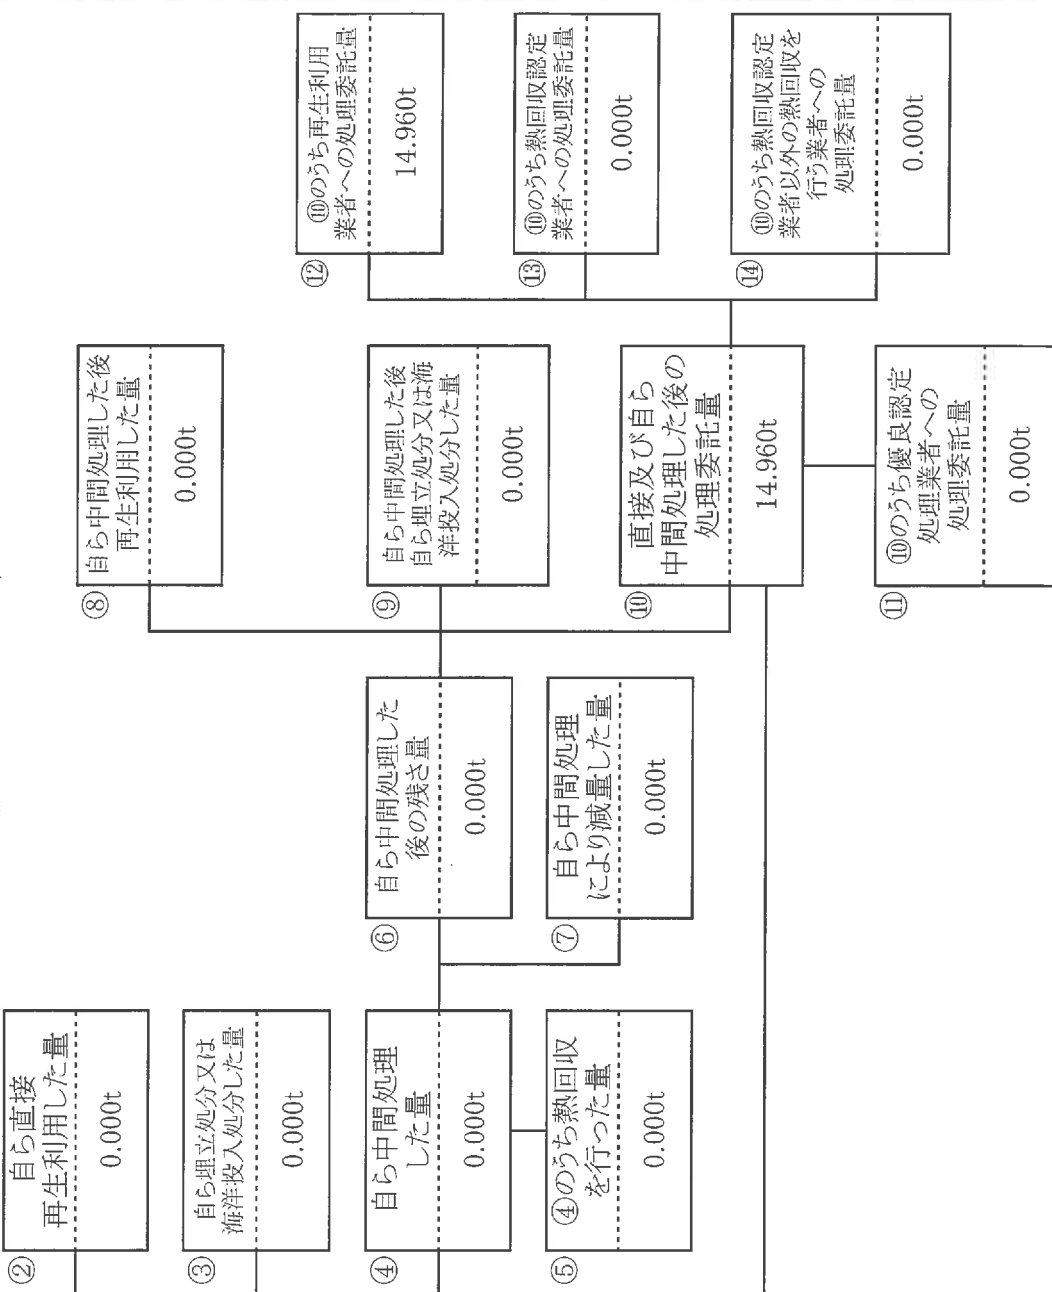 ②
自ら直接
再生利用した量
0.000t
③
自ら埋立処分又は
海洋投入処分した量
0.000t
④
自ら中間処理
した量
0.000t
⑤
④のうち熱回収
を行った量
0.000t
⑥
自ら中間処理した
後の残さ量
0.000t
⑦
自ら中間処理
により減量した量
0.000t
⑧
自ら中間処理した後
再生利用した量
0.000t
⑨
自ら中間処理した後
自ら埋立処分又は海
洋投入処分した量
0.000t
⑩
直接及び自ら
中間処理した後の
処理委託量
14.960t
⑪
⑩のうち優良認定
処理業者への
処理委託量
0.000t
⑫
⑩のうち再生利用
業者への処理委託量
14.960t
⑬
⑩のうち熱回収認定
業者への処理委託量
0.000t
⑭
⑩のうち熱回収認定
業者以外の熱回収を
行う業者への
処理委託量
0.000t